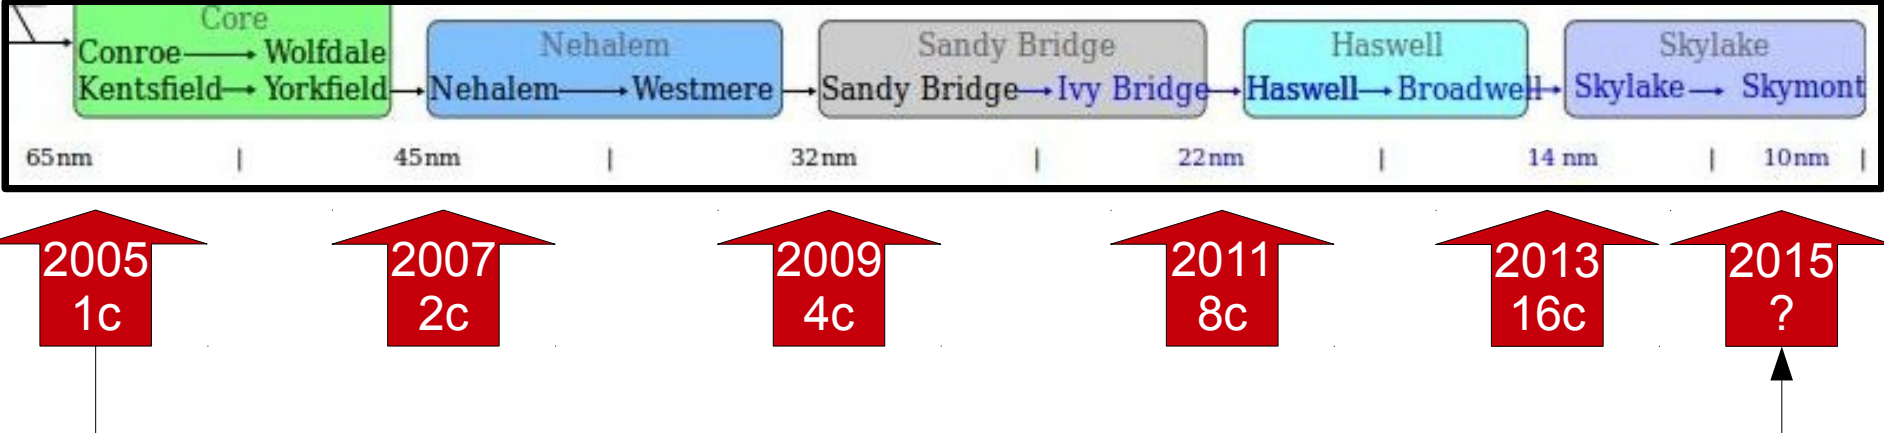 Core
Conroe Wolfdale
Kentsfield Yorkfield
Nehalem
Nehalem Westmere
Sandy Bridge
Sandy Bridge Ivy Bridge
Haswell
Haswell Broadwell
Skylake
Skylake Skymont
65nm | 45nm | 32nm | 22nm | 14 nm | 10nm |
2005
1c
2007
2c
2009
4c
2011
8c
2013
16c
2015
?